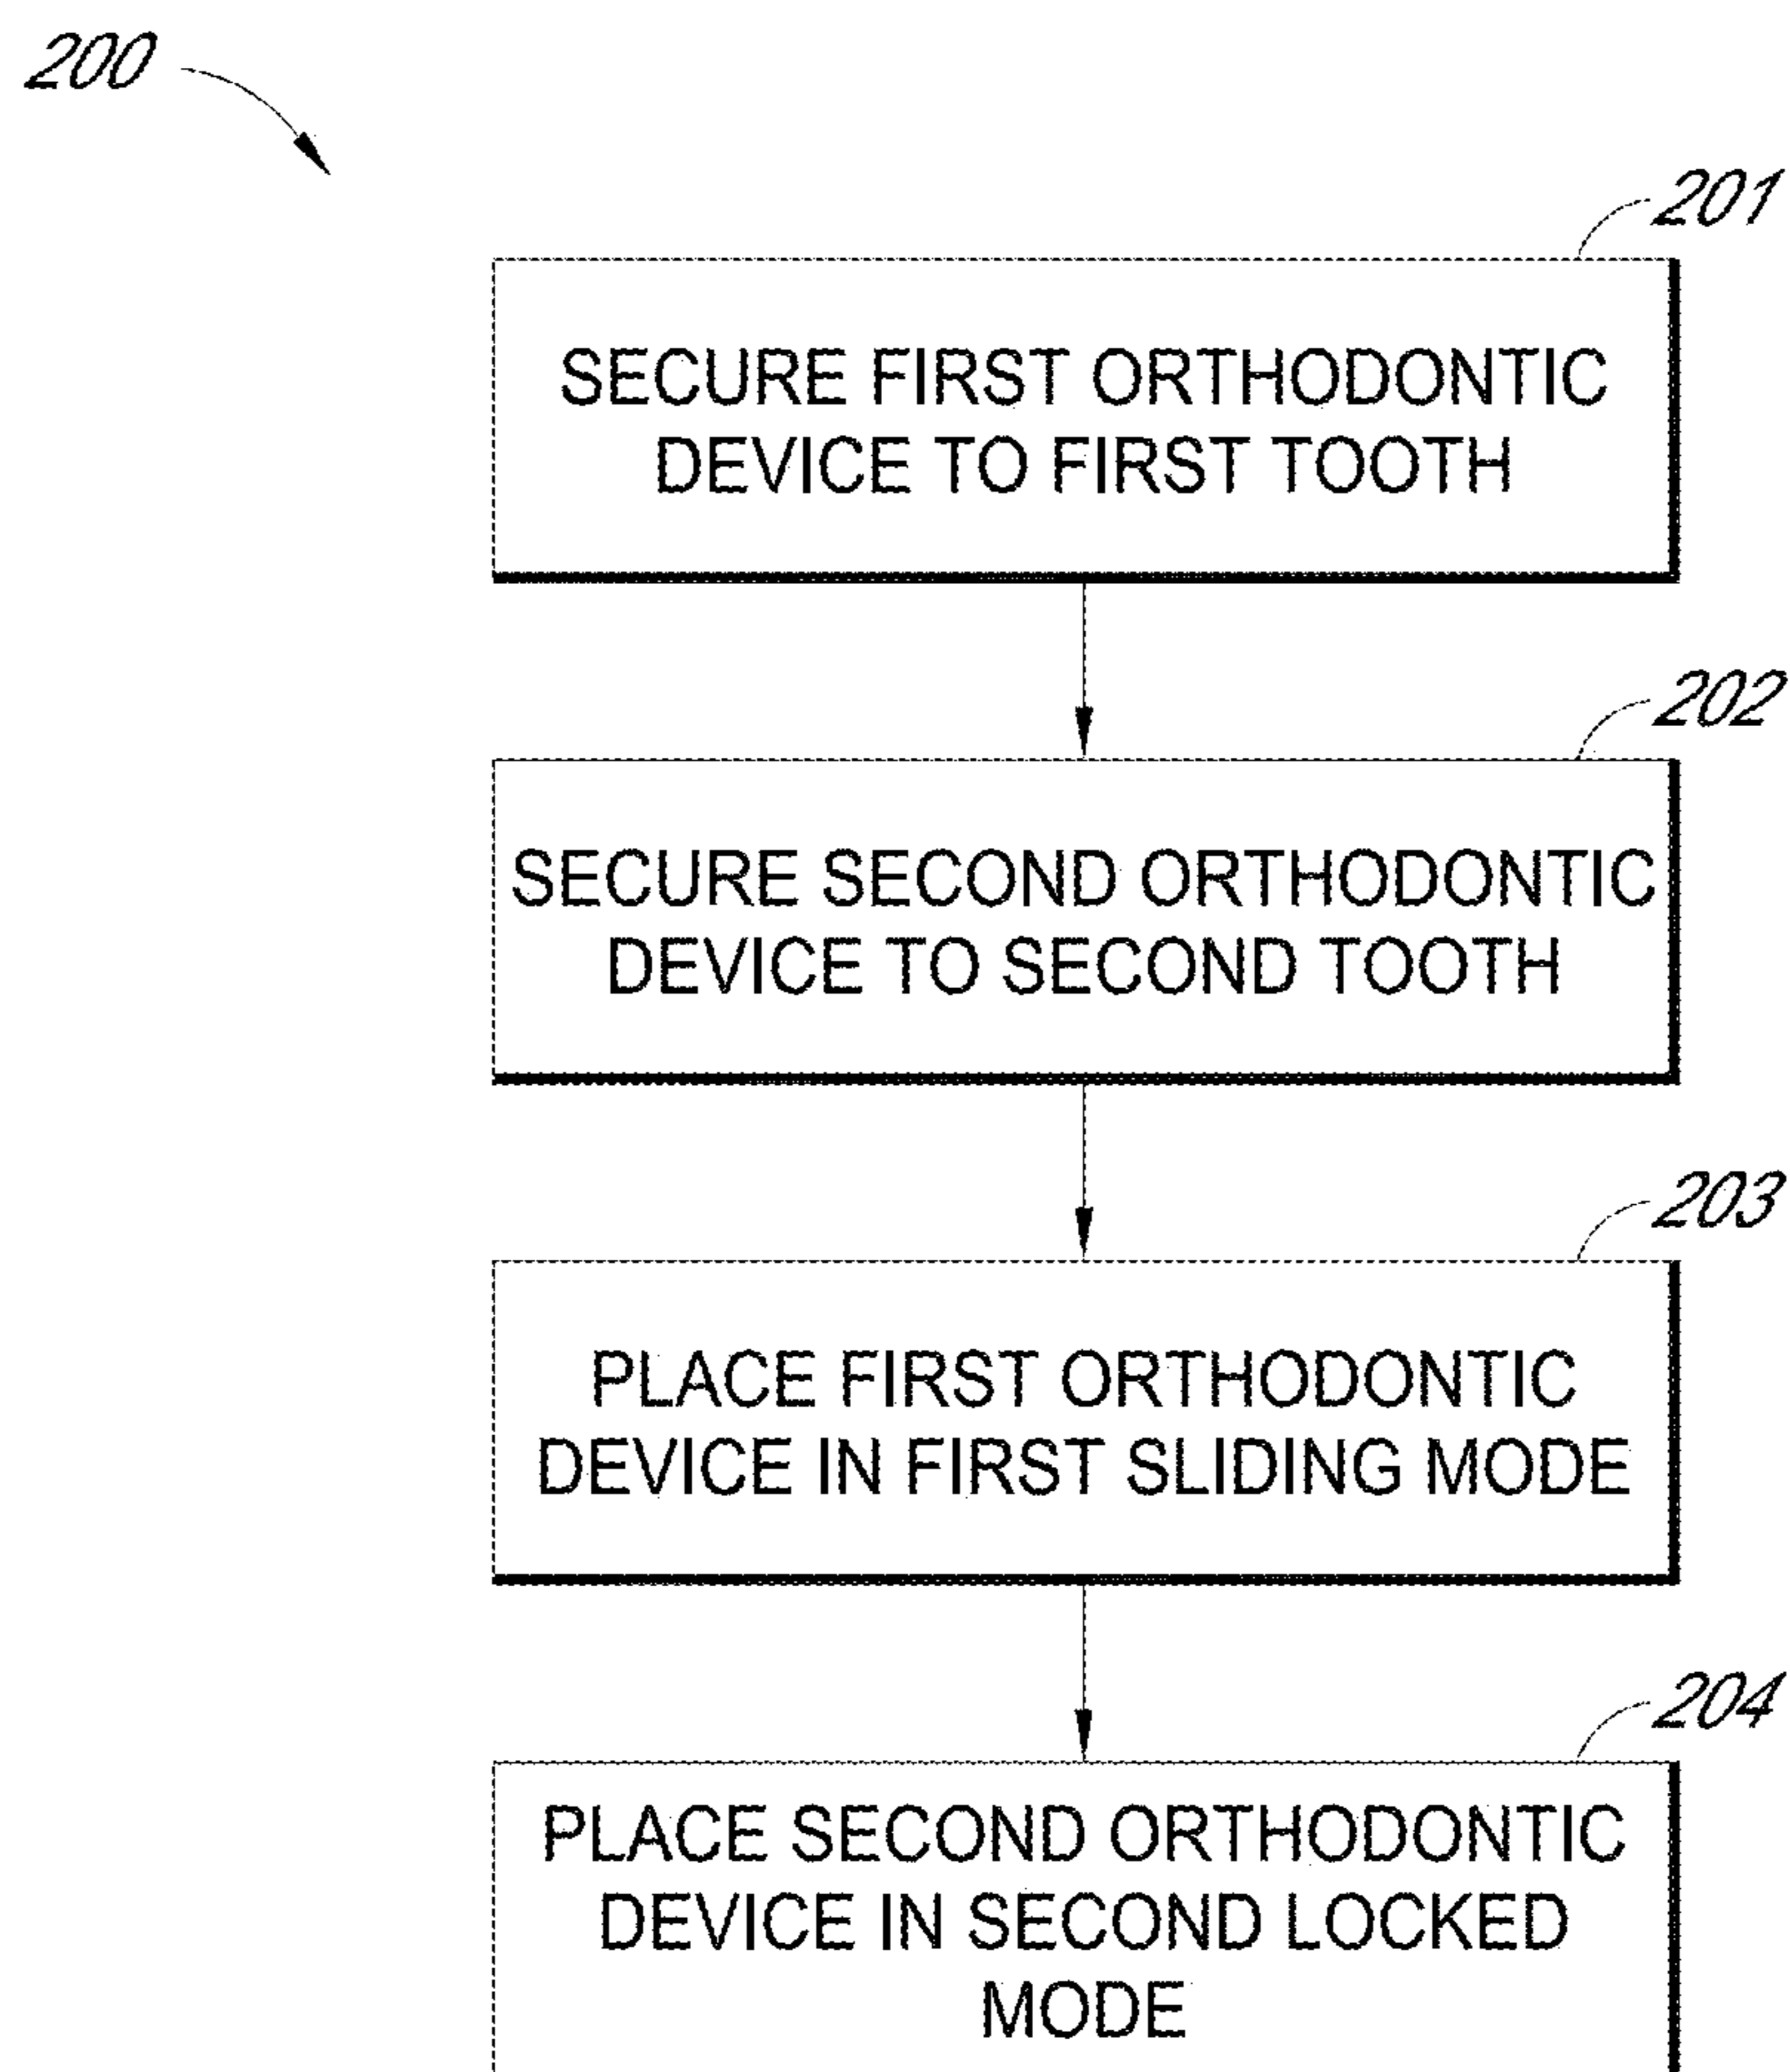 200
201
SECURE FIRST ORTHODONTIC
DEVICE TO FIRST TOOTH
202
SECURE SECOND ORTHODONTIC
DEVICE TO SECOND TOOTH
203
PLACE FIRST ORTHODONTIC
DEVICE IN FIRST SLIDING MODE
204
PLACE SECOND ORTHODONTIC
DEVICE IN SECOND LOCKED
MODE